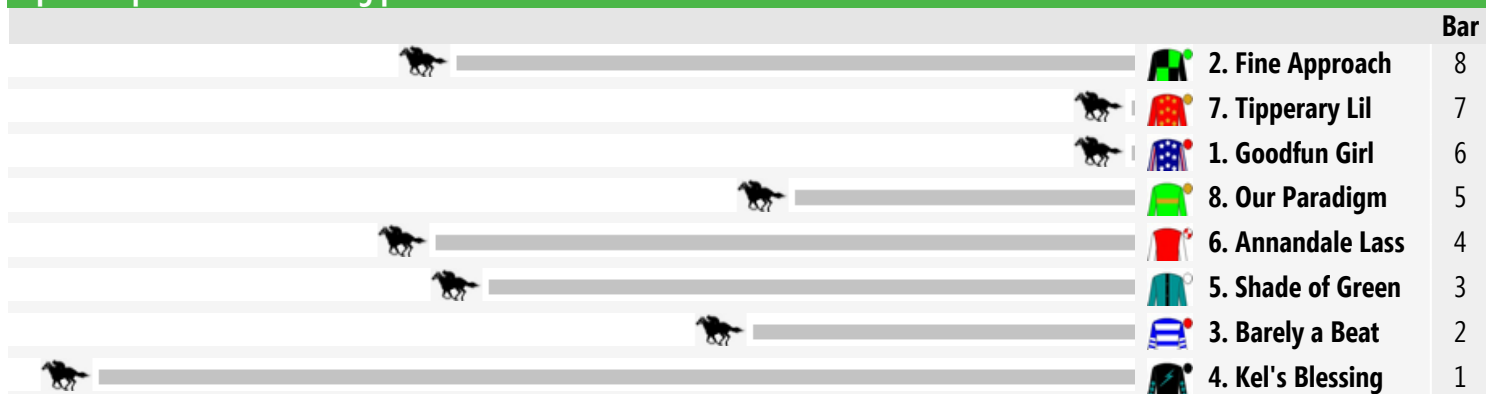 Bar
2. Fine Approach 8
7. Tipperary Lil 7
1. Goodfun Girl 6
8. Our Paradigm 5
6. Annandale Lass 4
5. Shade of Green 3
3. Barely a Beat 2
4. Kel's Blessing 1